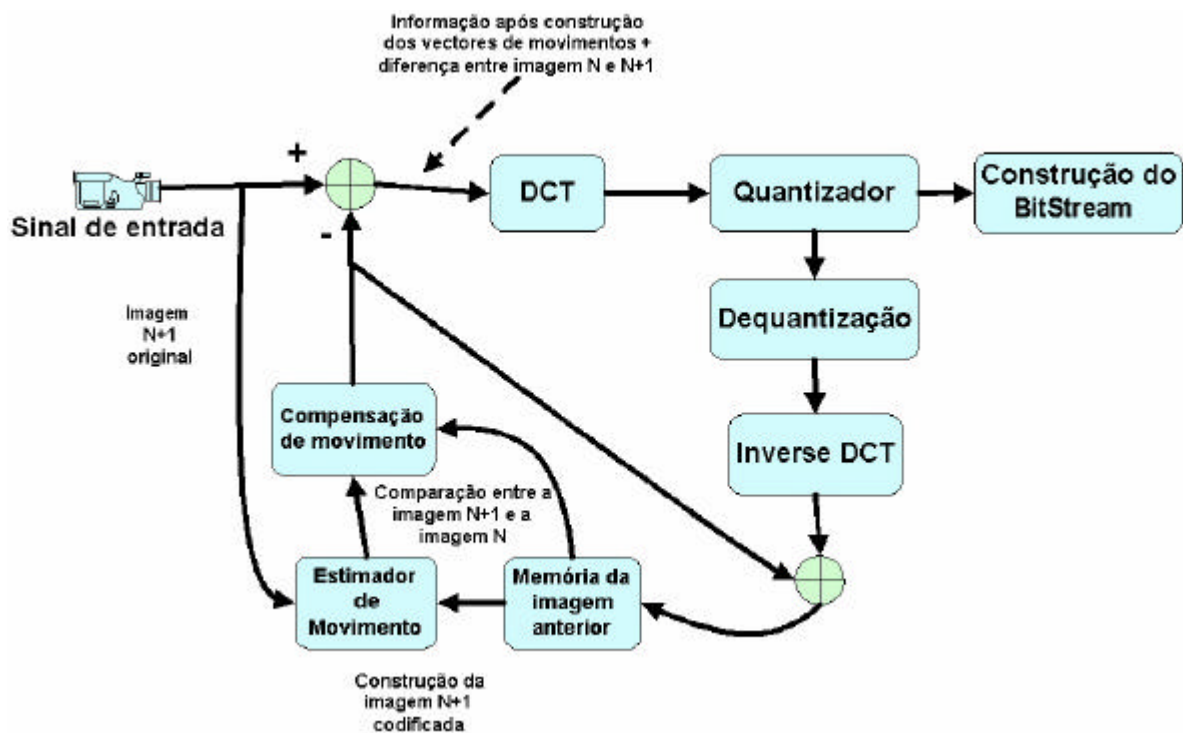 Informação após construção
dos vectores de movimentos +
diferença entre imagem N e N+1
+
DCT
Quantizador
Construção do
BitStream
Sinal de entrada
-
Imagem
N+1
original
Dequantização
Compensação
de movimento
Inverse DCT
Comparação entre a
imagem N+1 e a
imagem N
Estimador
de
Movimento
Memória da
imagem
anterior
Construção da
imagem N+1
codificada